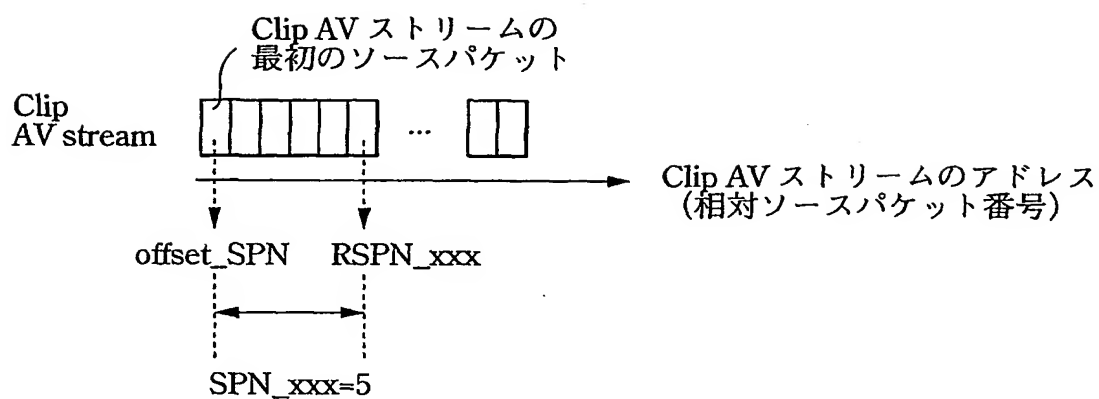 Clip AV ストリームの
最初のソースパケット
Clip
AV stream
...
Clip AV ストリームのアドレス
(相対ソースパケット番号)
offset_SPN
RSPN_xxx
SPN_xxx=5